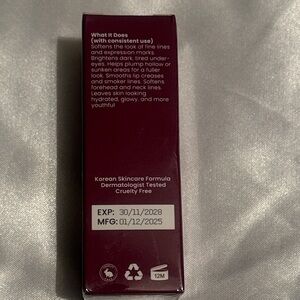 What It Does
(with consistent use)
Softens the look of fine lines
and expression marks
Brightens dark, tired under-
eyes. Helps plump hollow or
sunken areas for a fuller
look. Smooths lip creases
and smoker lines. Softens
forehead and neck lines.
Leaves skin looking
hydrated, glowy, and more
youthful
Korean Skincare Formula
Dermatologist Tested
Cruelty Free
EXP: 30/11/2028
MFG: 01/12/2025
12M